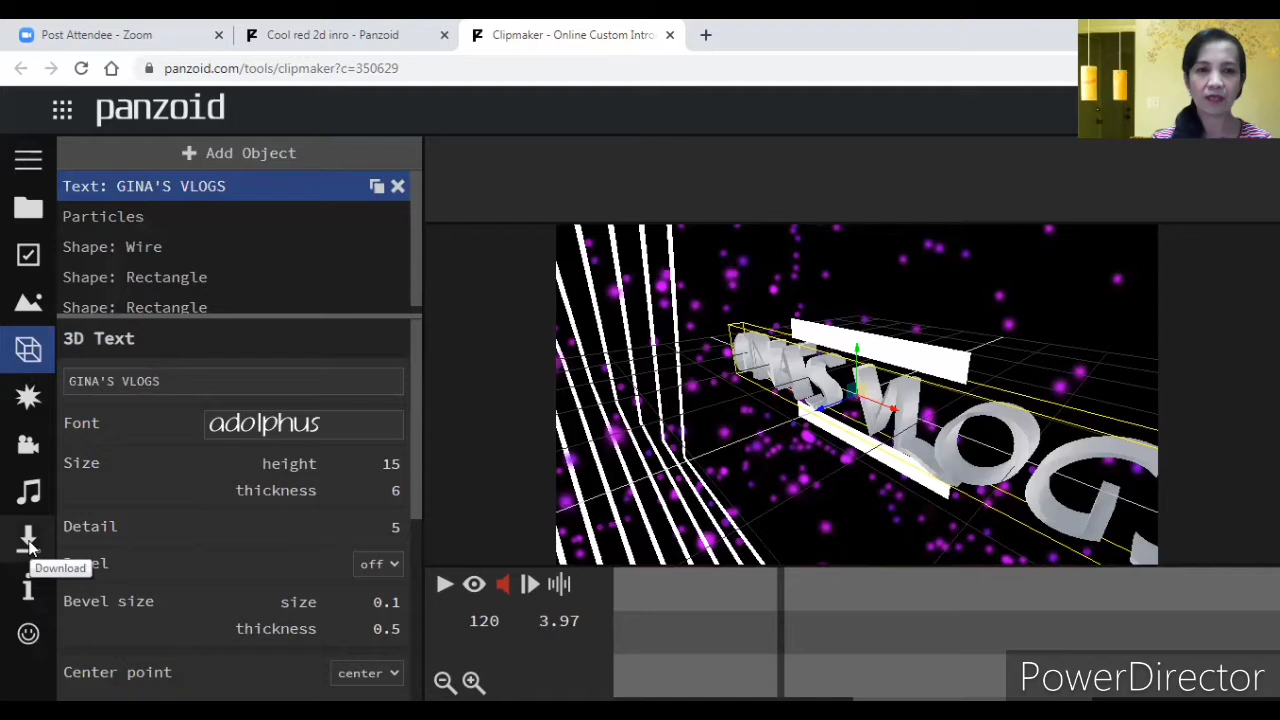 Post Attendee - Zoom
Cool red 2d inro - Panzoid
Clipmaker - Online Custom Intro
panzoid.com/tools/clipmaker?c=350629
panzoid
Add Object
Text: GINA'S VLOGS
Particles
Shape: Wire
Shape: Rectangle
Shape: Rectangle
3D Text
GINA'S VLOGS
Font adolphus
Size height 15
thickness 6
Detail 5
off
Download
Bevel size size 0.1
thickness 0.5
Center point center
120 3.97
PowerDirector